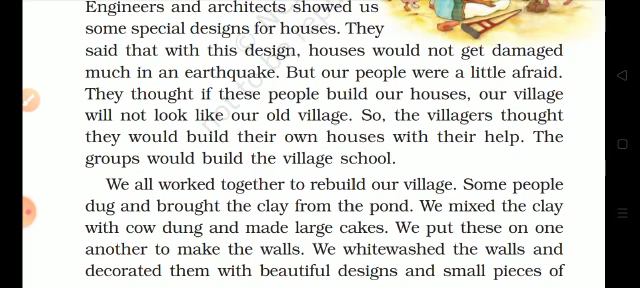 Engineers and architects showed us
some special designs for houses. They
said that with this design, houses would not get damaged
much in an earthquake. But our people were a little afraid.
They thought if these people build our houses, our village
will not look like our old village. So, the villagers thought
they would build their own houses with their help. The
groups would build the village school.
We all worked together to rebuild our village. Some people
dug and brought the clay from the pond. We mixed the clay
with cow dung and made large cakes. We put these on one
another to make the walls. We whitewashed the walls and
decorated them with beautiful designs and small pieces of